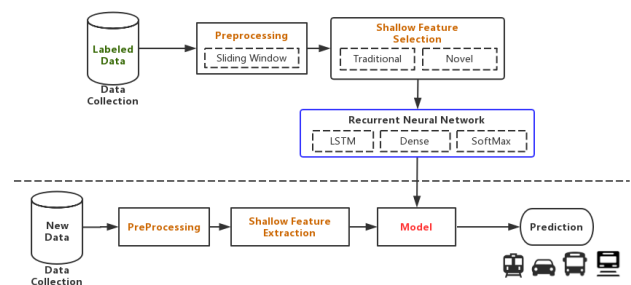 Labeled
Data
Data
Collection
Preprocessing
Sliding Window
Shallow Feature
Selection
Traditional
Novel
Recurrent Neural Network
LSTM
Dense
SoftMax
New
Data
Data
Collection
PreProcessing
Shallow Feature
Extraction
Model
Prediction